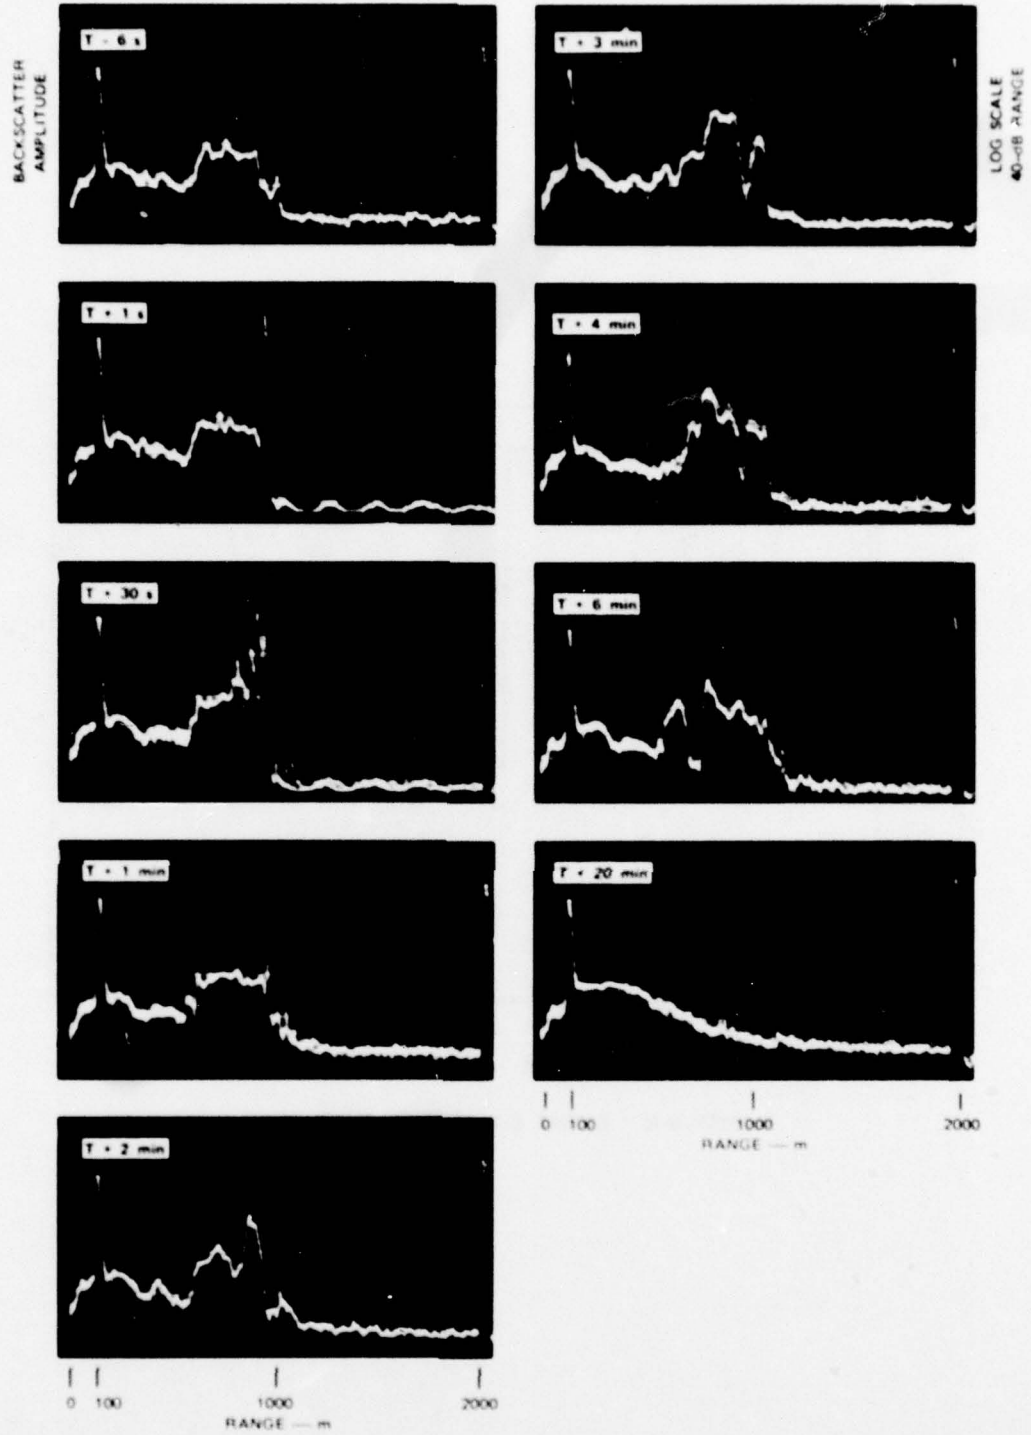 BACKSCATTER
AMPLITUDE
T - 6 s
T + 1 s
T + 30 s
T + 1 min
T + 2 min
0 100 1000 2000
RANGE — m
T + 3 min
T + 4 min
T + 6 min
T < 20 min
0 100 1000 2000
RANGE — m
LOG SCALE
40-dB RANGE